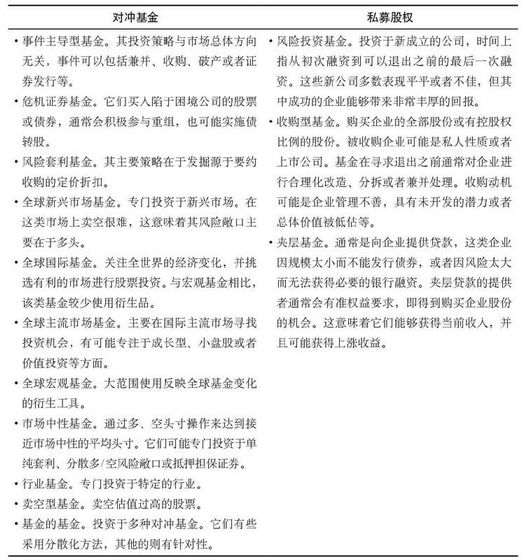 对冲基金
• 事件主导型基金。其投资策略与市场总体方向
无关，事件可以包括兼并、收购、破产或者证
券发行等。
• 危机证券基金。它们买入陷于困境公司的股票
或债券，通常会积极参与重组，也可能实施债
转股。
• 风险套利基金。其主要策略在于发掘源于要约
收购的定价折扣。
• 全球新兴市场基金。专门投资于新兴市场。在
这类市场上卖空很难，这意味着其风险敞口主
要在于多头。
• 全球国际基金。关注全世界的经济变化，并挑
选有利的市场进行股票投资。与宏观基金相比，
该类基金较少使用衍生品。
• 全球主流市场基金。主要在国际主流市场寻找
投资机会，有可能专注于成长型、小盘股或者
价值投资等方面。
• 全球宏观基金。大范围使用反映全球基金变化
的衍生工具。
• 市场中性基金。通过多、空头寸操作来达到接
近市场中性的平均头寸。它们可能专门投资于单
纯套利、分散多/空风险敞口或抵押担保证券。
• 行业基金。专门投资于特定的行业。
• 卖空型基金。卖空估值过高的股票。
• 基金的基金。投资于多种对冲基金。它们有些
采用分散化方法，其他的则有针对性。
私募股权
• 风险投资基金。投资于新成立的公司，时间上
指从初次融资到可以退出之前的最后一次融
资。这些新公司多数表现平平或者不佳，但其
中成功的企业能够带来非常丰厚的回报。
• 收购型基金。购买企业的全部股份或有控股权
比例的股份。被收购企业可能是私人性质或者
上市公司。基金在寻求退出之前通常对企业进
行合理化改造、分拆或者兼并处理。收购动机
可能是企业管理不善，具有未开发的潜力或者
总体价值被低估等。
• 夹层基金。通常是向企业提供贷款，这类企业
因规模太小而不能发行债券，或者因风险太大
而无法获得必要的银行融资。夹层贷款的提供
者通常会有准权益要求，即得到购买企业股份
的机会。这意味着它们能够获得当前收入，并
且可能获得上涨收益。